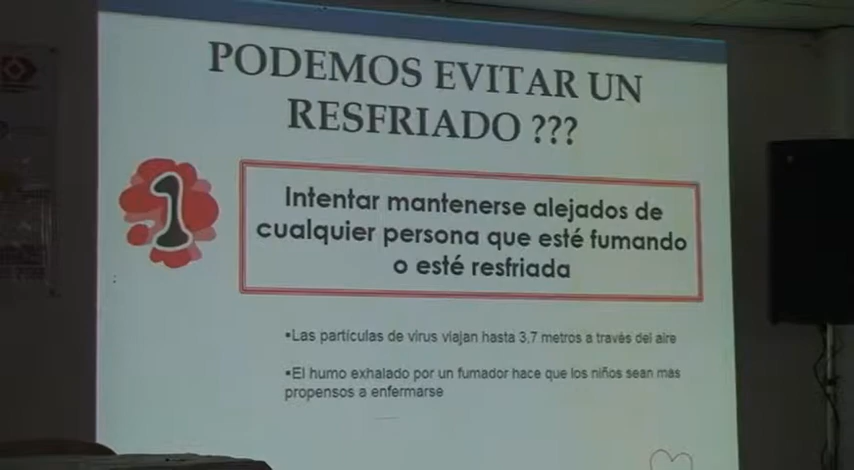 PODEMOS EVITAR UN
RESFRIADO ???
1
Intentar mantenerse alejados de
cualquier persona que esté fumando
o esté resfriada
•Las partículas de virus viajan hasta 3,7 metros a través del aire
•El humo exhalado por un fumador hace que los niños sean mas
propensos a enfermarse